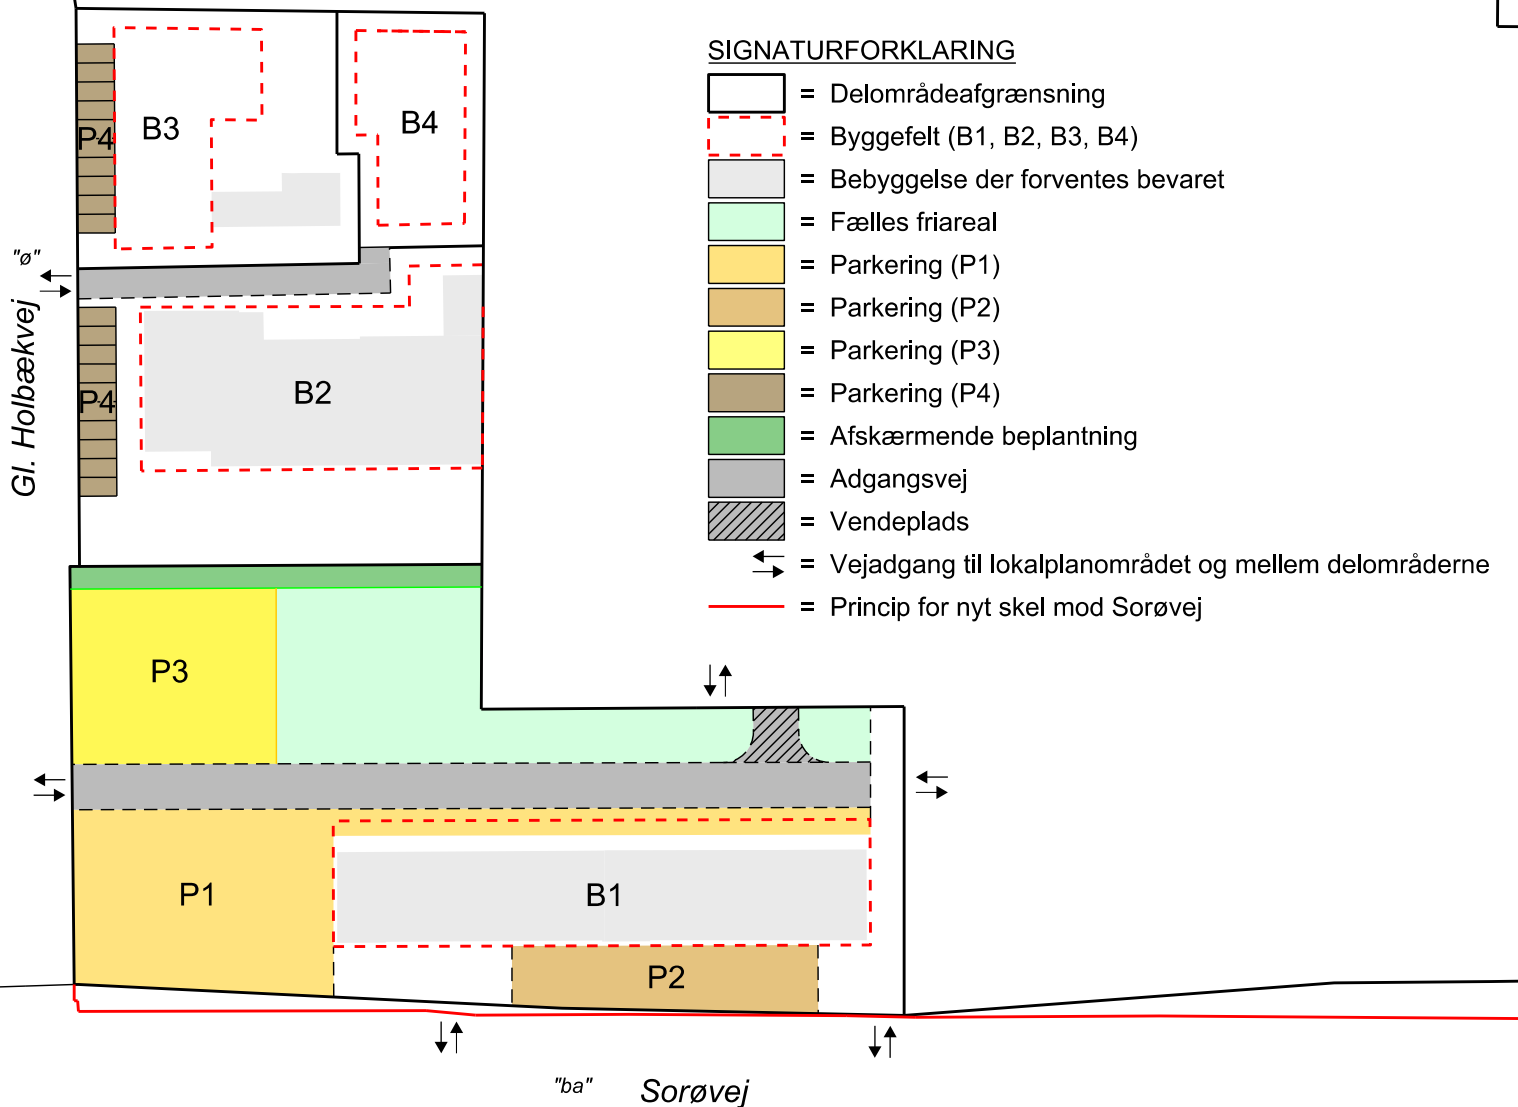 SIGNATURFORKLARING
= Delområdeafgrænsning
= Byggefelt (B1, B2, B3, B4)
= Bebyggelse der forventes bevaret
= Fælles friareal
= Parkering (P1)
= Parkering (P2)
= Parkering (P3)
= Parkering (P4)
= Afskærmende beplantning
= Adgangsvej
= Vendeplads
= Vejadgang til lokalplanområdet og mellem delområderne
= Princip for nyt skel mod Sorøvej
P4
B3
B4
"ø"
Gl. Holbækvej
P4
B2
P3
P1
B1
P2
"ba"
Sorøvej